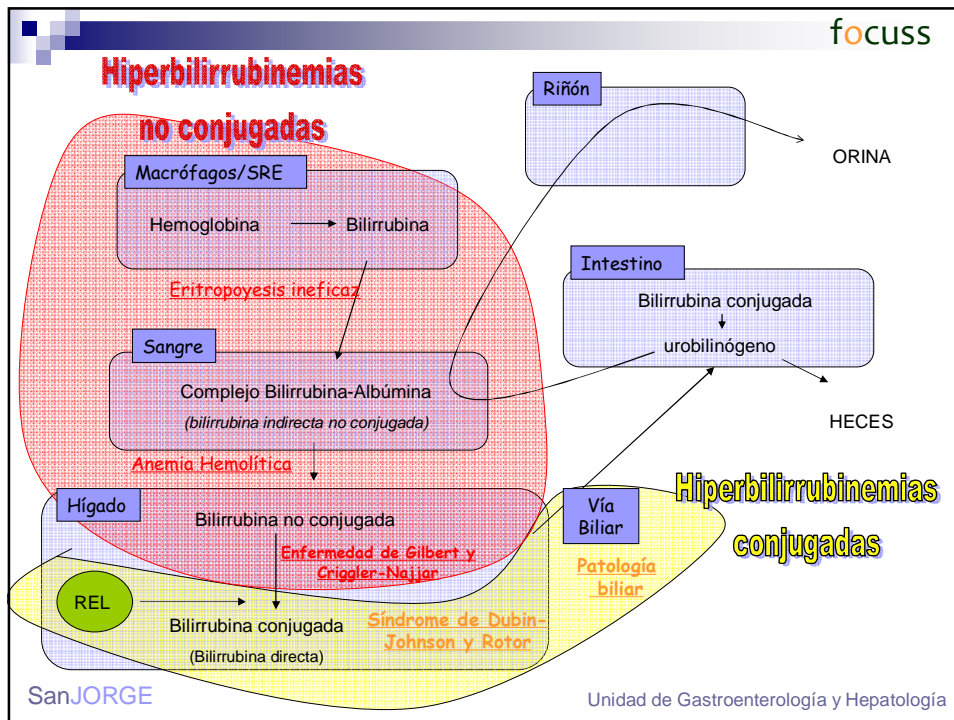 focuss
Hiperbilirrubinemias
no conjugadas
Macrófagos/SRE
Hemoglobina
Bilirrubina
Eritropoyesis ineficaz
Sangre
Complejo Bilirrubina-Albúmina
(bilirrubina indirecta no conjugada)
Anemia Hemolítica
Hígado
Bilirrubina no conjugada
Enfermedad de Gilbert y
Criggler-Najjar
REL
Bilirrubina conjugada
(Bilirrubina directa)
Síndrome de Dubin-
Johnson y Rotor
Riñón
ORINA
Intestino
Bilirrubina conjugada
urobilinógeno
HECES
Hiperbilirrubinemias
conjugadas
Vía
Biliar
Patología
biliar
SanJORGE
Unidad de Gastroenterología y Hepatología